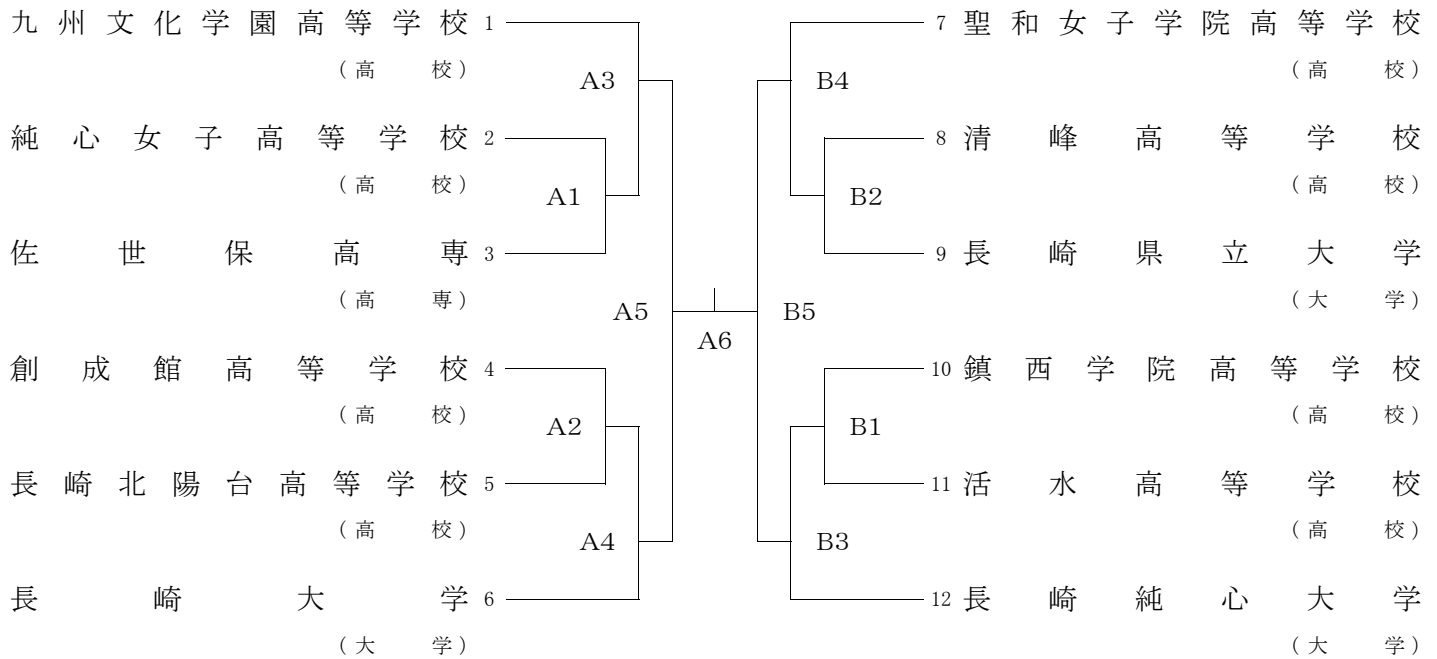 九州文化学園高等学校 1
(高校)
A3
純心女子高等学校 2
(高校)
A1
佐世保高専 3
(高専)
A5
創成館高等学校 4
(高校)
A2
長崎北陽台高等学校 5
(高校)
A4
長崎大学 6
(大学)
A6
7 聖和女子学院高等学校
(高校)
B4
8 清峰高等学校
(高校)
B2
9 長崎県立大学
(大学)
B5
10 鎮西学院高等学校
(高校)
B1
11 活水高等学校
(高校)
B3
12 長崎純心大学
(大学)